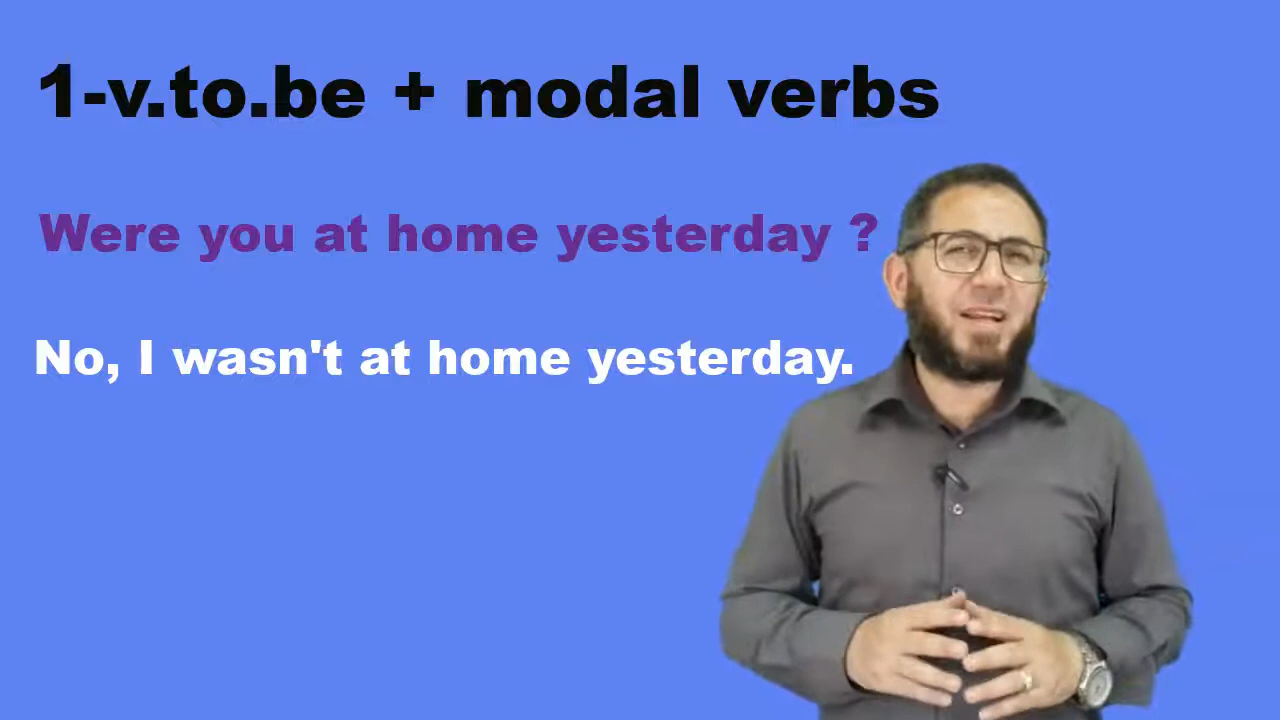 1-v.to.be + modal verbs
Were you at home yesterday ?
No, I wasn't at home yesterday.